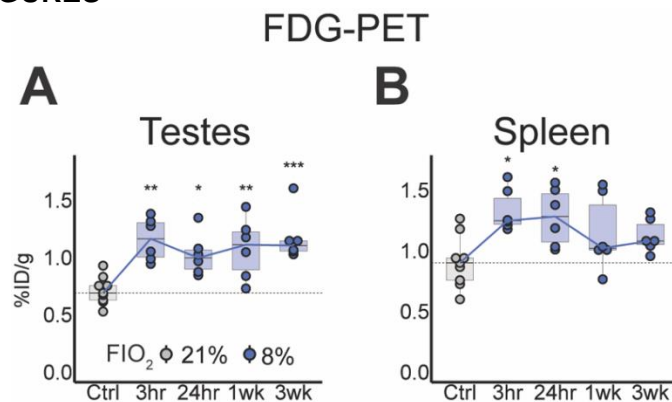 FDG-PET
A
Testes
%ID/g
1.5
1.0
0.5
0.0
** * ** ***
FIO2 21% 8%
Ctrl 3hr 24hr 1wk 3wk
B
Spleen
1.5
1.0
0.5
0.0
* *
Ctrl 3hr 24hr 1wk 3wk